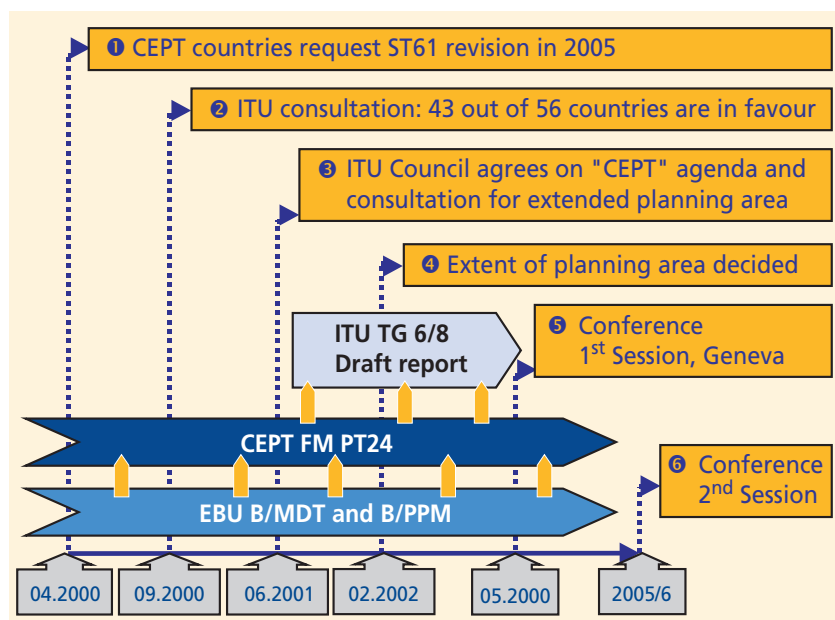 ❶ CEPT countries request ST61 revision in 2005
❷ ITU consultation: 43 out of 56 countries are in favour
❸ ITU Council agrees on "CEPT" agenda and
consultation for extended planning area
❹ Extent of planning area decided
ITU TG 6/8
Draft report
❺ Conference
1st Session, Geneva
CEPT FM PT24
❻ Conference
2nd Session
EBU B/MDT and B/PPM
04.2000
09.2000
06.2001
02.2002
05.2000
2005/6